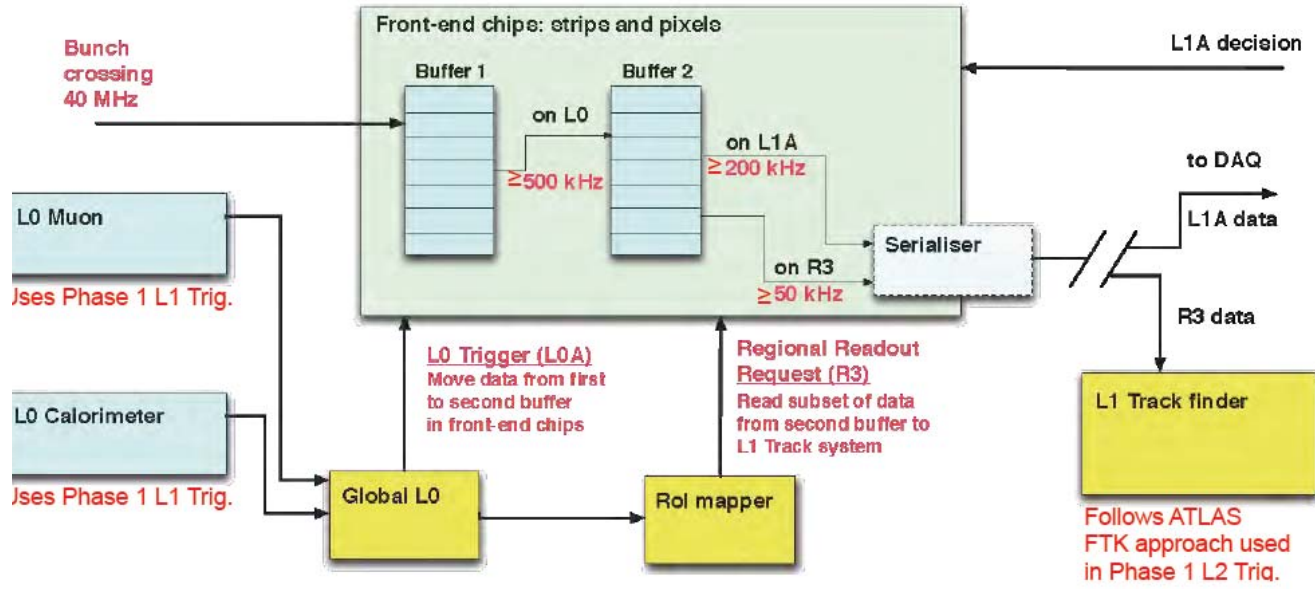 Front-end chips: strips and pixels
Bunch
crossing
40 MHz
Buffer 1
Buffer 2
L1A decision
on L0
≥500 kHz
on L1A
≥200 kHz
to DAQ
L1A data
L0 Muon
Uses Phase 1 L1 Trig.
Serialiser
on R3
≥50 kHz
R3 data
L0 Trigger (L0A)
Move data from first
to second buffer
in front-end chips
Regional Readout
Request (R3)
Read subset of data
from second buffer to
L1 Track system
L0 Calorimeter
Uses Phase 1 L1 Trig.
L1 Track finder
Global L0
RoI mapper
Follows ATLAS
FTK approach used
in Phase 1 L2 Trig.